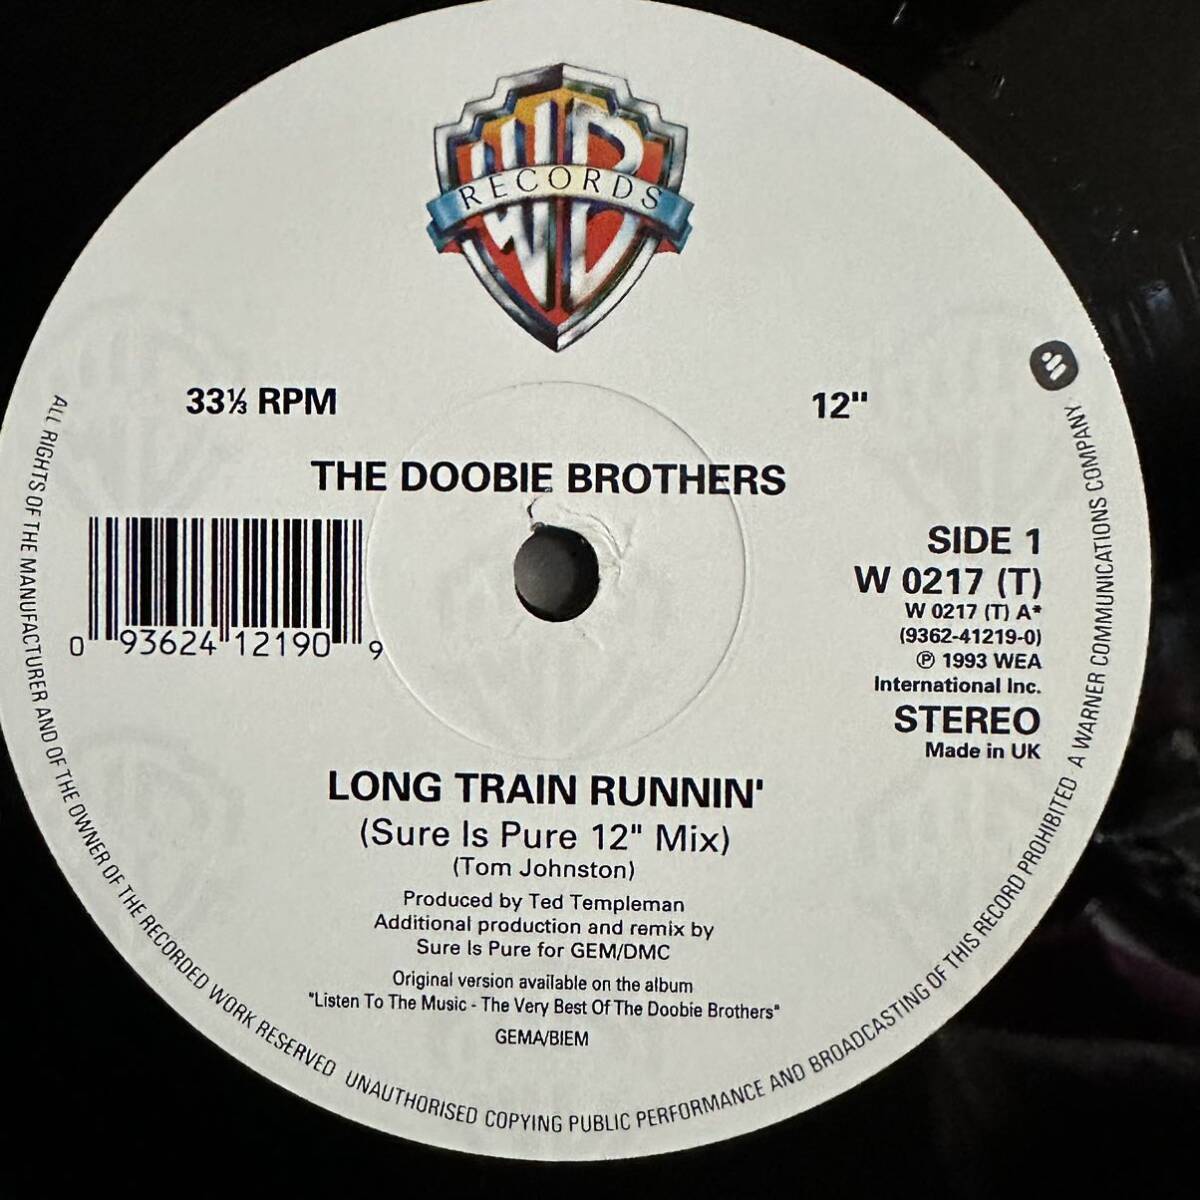 WB
RECORDS
33⅓ RPM
12"
THE DOOBIE BROTHERS
0 93624 12190 9
SIDE 1
W 0217 (T)
W 0217 (T) A*
(9362-41219-0)
℗ 1993 WEA
International Inc.
STEREO
Made in UK
LONG TRAIN RUNNIN'
(Sure Is Pure 12" Mix)
(Tom Johnston)
Produced by Ted Templeman
Additional production and remix by
Sure Is Pure for GEM/DMC
Original version available on the album
"Listen To The Music - The Very Best Of The Doobie Brothers"
GEMA/BIEM
ALL RIGHTS OF THE MANUFACTURER AND OF THE OWNER OF THE RECORDED WORK RESERVED UNAUTHORISED COPYING PUBLIC PERFORMANCE AND BROADCASTING OF THIS RECORD PROHIBITED A WARNER COMMUNICATIONS COMPANY